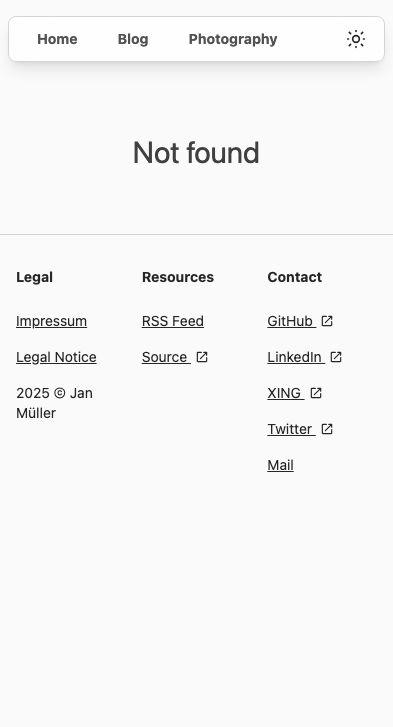 Home Blog Photography
Not found
Legal
Impressum
Legal Notice
2025 © Jan
Müller
Resources
RSS Feed
Source
Contact
GitHub
LinkedIn
XING
Twitter
Mail